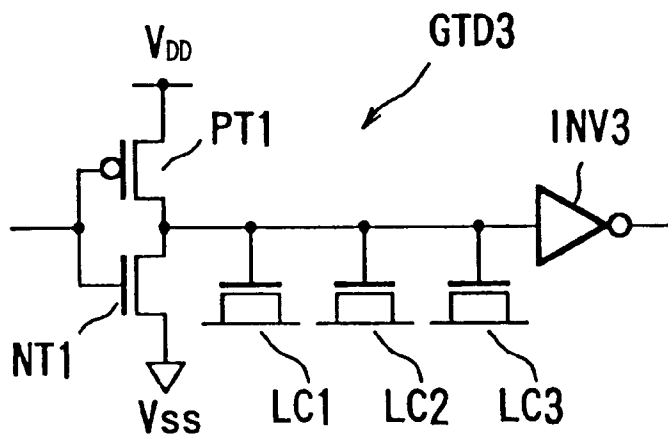 GTD3
VDD
PT1
INV3
NT1
VSS
LC1
LC2
LC3